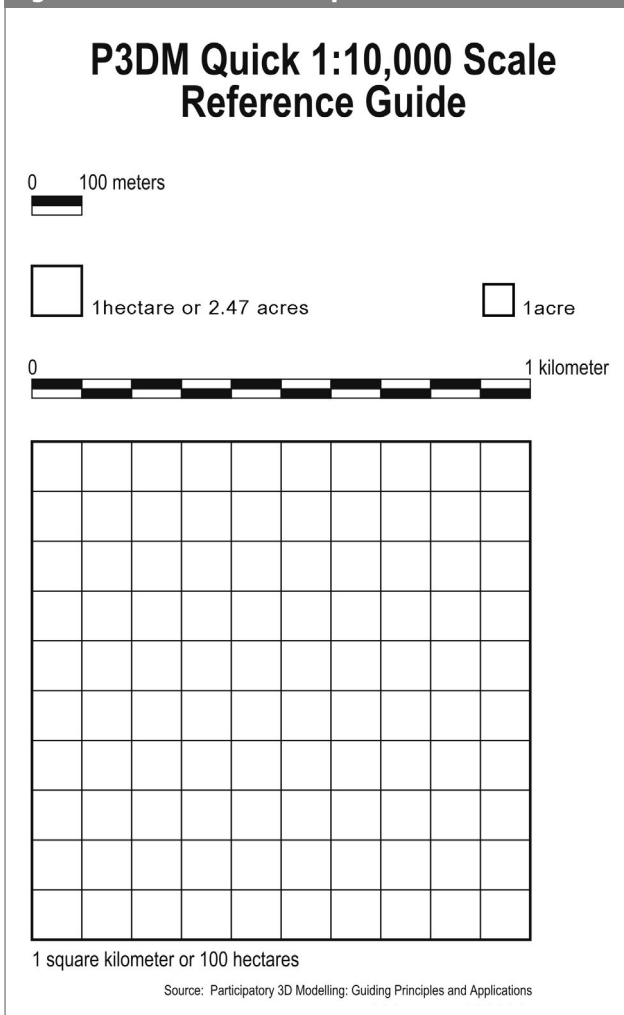 P3DM Quick 1:10,000 Scale
Reference Guide
0 100 meters
1hectare or 2.47 acres
1acre
0 1 kilometer
1 square kilometer or 100 hectares
Source: Participatory 3D Modelling: Guiding Principles and Applications